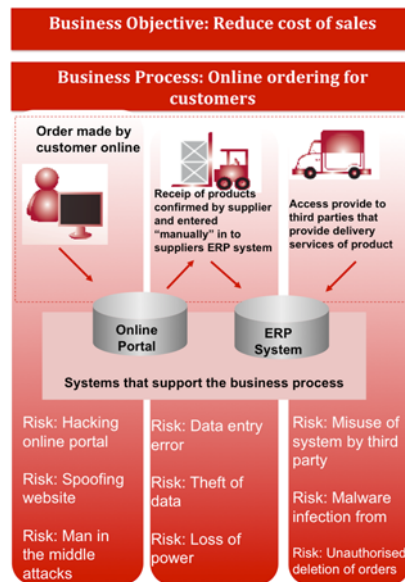 Business Objective: Reduce cost of sales
Business Process: Online ordering for
customers
Order made by
customer online
Receip of products
confirmed by supplier
and entered
"manually" in to
suppliers ERP system
Access provide to
third parties that
provide delivery
services of product
Online
Portal
ERP
System
Systems that support the business process
Risk: Hacking
online portal
Risk: Spoofing
website
Risk: Man in
the middle
attacks
Risk: Data entry
error
Risk: Theft of
data
Risk: Loss of
power
Risk: Misuse of
system by third
party
Risk: Malware
infection from
Risk: Unauthorised
deletion of orders